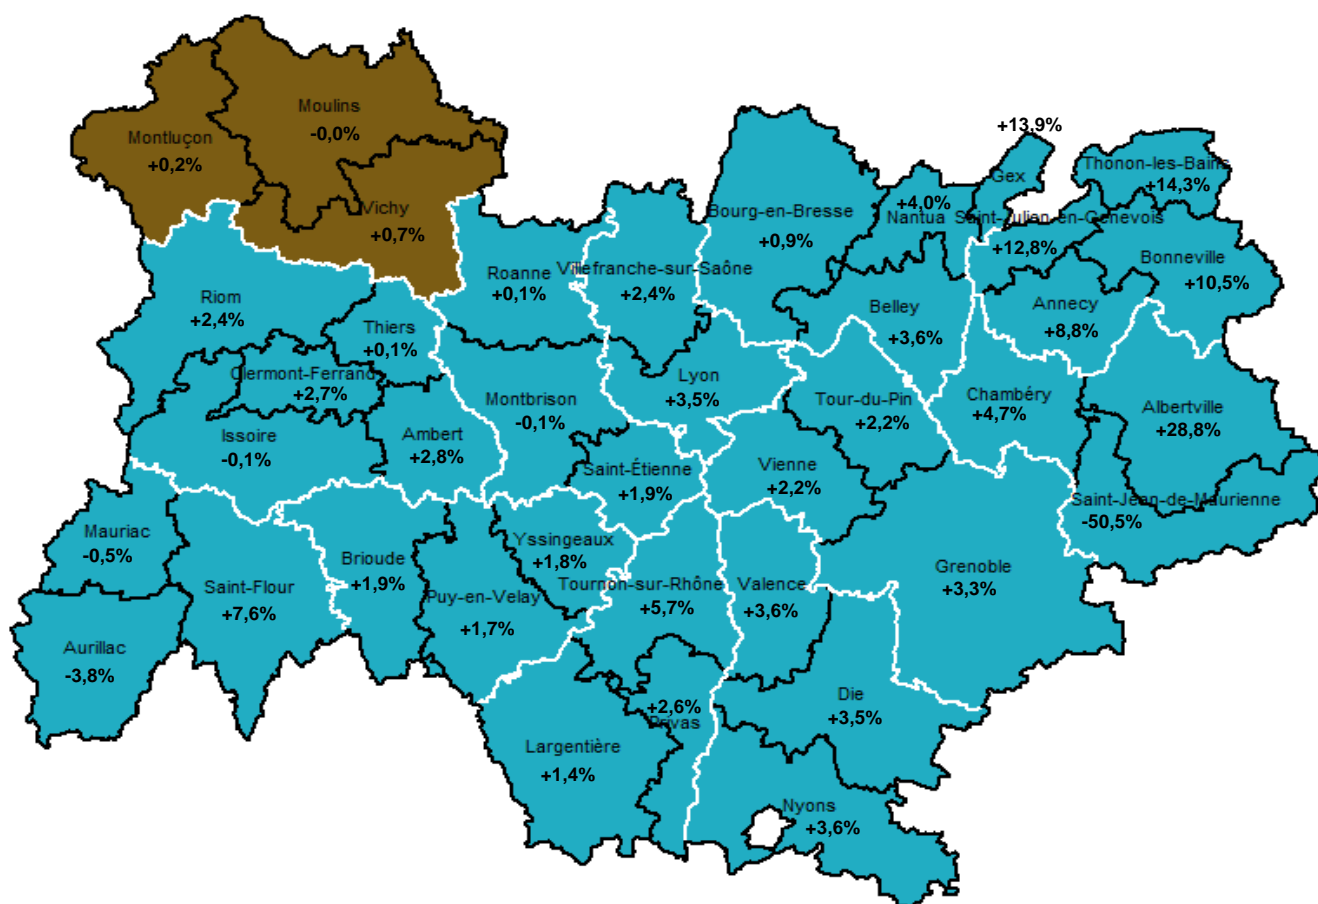 Moulins
-0,0%
Montluçon
+0,2%
Vichy
+0,7%
+13,9%
Gex
Thonon-les-Bains
+14,3%
+4,0%
Nantua
Saint-Julien-en-Genevois
+12,8%
Bourg-en-Bresse
+0,9%
Bonneville
+10,5%
Roanne
+0,1%
Villefranche-sur-Saône
+2,4%
Riom
+2,4%
Belley
+3,6%
Annecy
+8,8%
Thiers
+0,1%
Clermont-Ferrand
+2,7%
Lyon
+3,5%
Montbrison
-0,1%
Tour-du-Pin
+2,2%
Chambéry
+4,7%
Albertville
+28,8%
Issoire
-0,1%
Ambert
+2,8%
Saint-Étienne
+1,9%
Vienne
+2,2%
Saint-Jean-de-Maurienne
-50,5%
Mauriac
-0,5%
Brioude
+1,9%
Yssingeaux
+1,8%
Grenoble
+3,3%
Saint-Flour
+7,6%
Puy-en-Velay
+1,7%
Tournon-sur-Rhône
+5,7%
Valence
+3,6%
Aurillac
-3,8%
Die
+3,5%
+2,6%
Privas
Largentière
+1,4%
Nyons
+3,6%